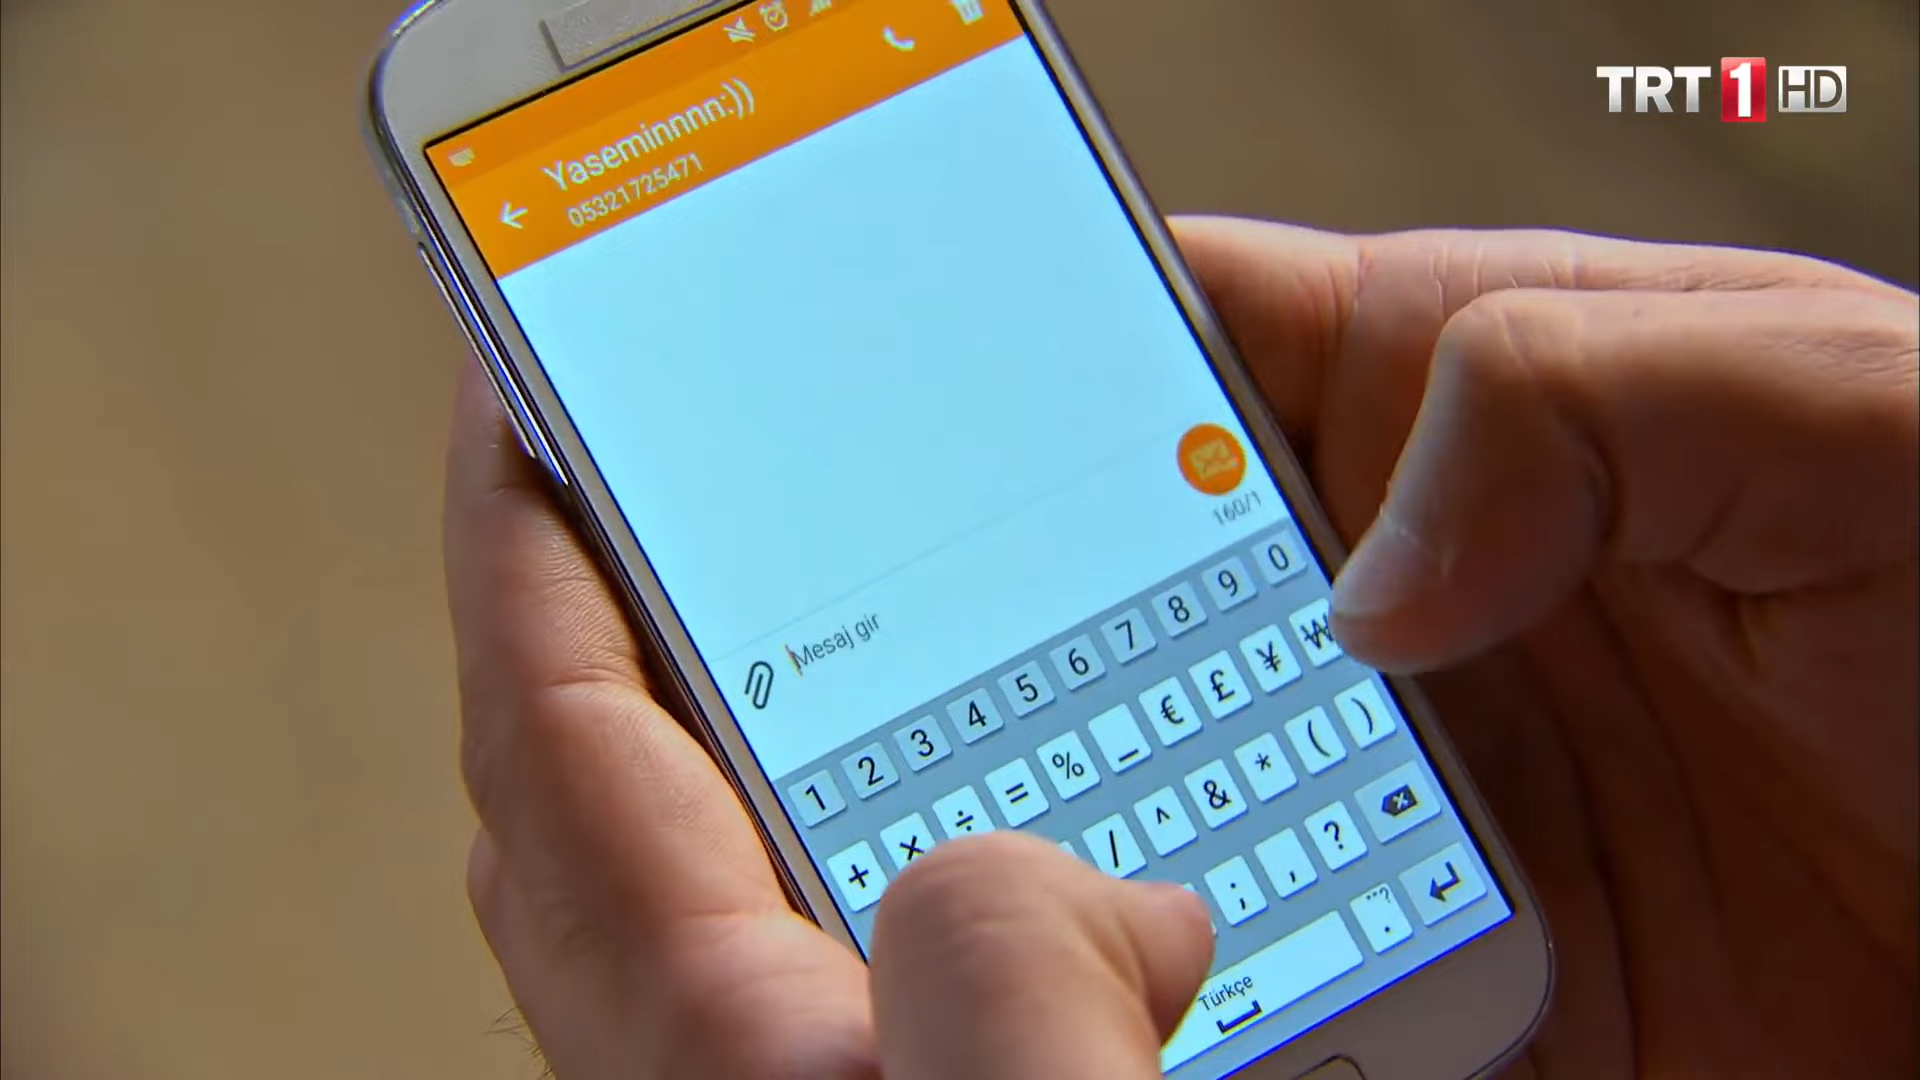 TRT 1 HD
Yaseminnnn:))
05321725471
160/1
Mesaj gir
1 2 3 4 5 6 7 8 9 0
+ × ÷ = % _ € £ ¥ ₩
/ ^ & * ( )
; , ?
Türkçe . ...?